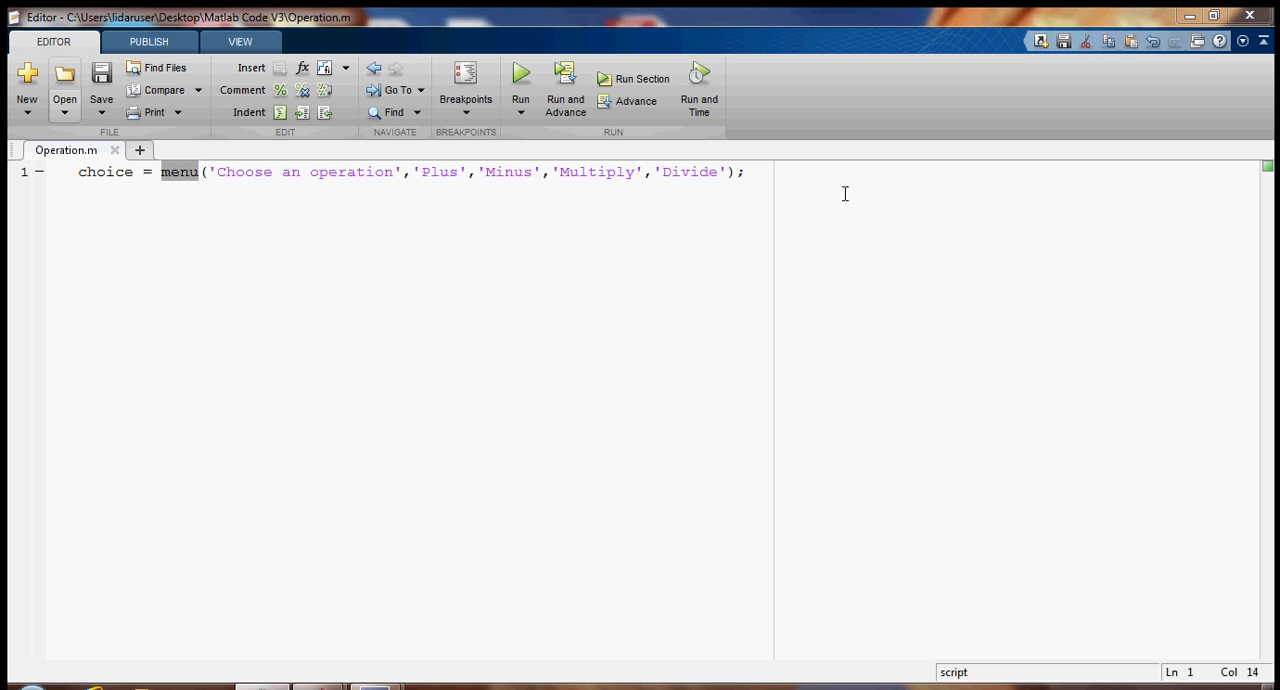 Editor - C:\Users\lidaruser\Desktop\Matlab Code V3\Operation.m
EDITOR PUBLISH VIEW
New Open Save Find Files Compare Print
Insert fx Comment Indent
Go To Find
Breakpoints
Run Run and Advance Run Section Advance Run and Time
FILE EDIT NAVIGATE BREAKPOINTS RUN
Operation.m
1 choice = menu('Choose an operation','Plus','Minus','Multiply','Divide');
script Ln 1 Col 14